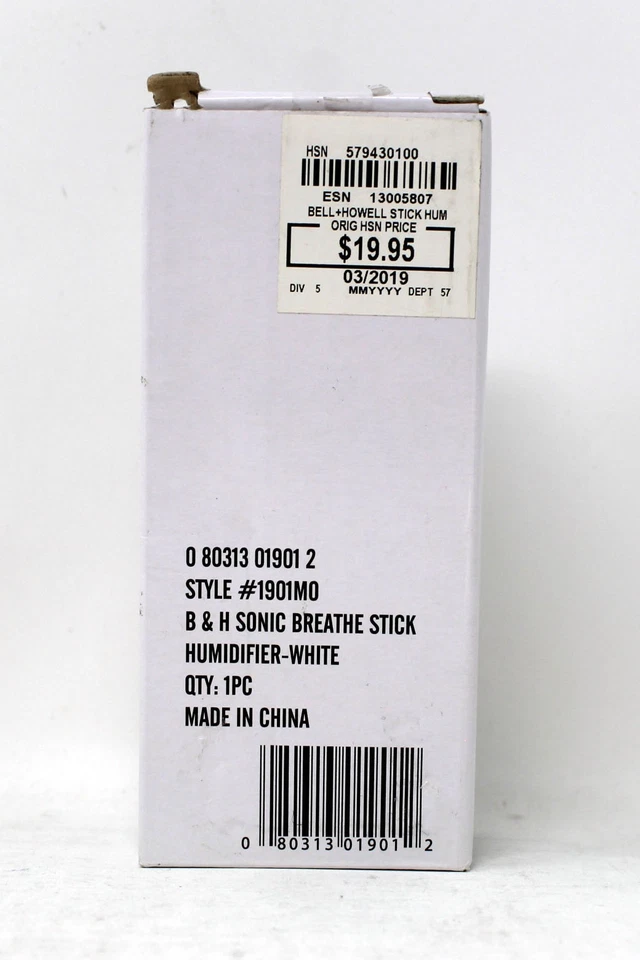 HSN 579430100
ESN 13005807
BELL+HOWELL STICK HUM
ORIG HSN PRICE
$19.95
03/2019
DIV 5 MMYYYY DEPT 57
0 80313 01901 2
STYLE #1901MO
B & H SONIC BREATHE STICK
HUMIDIFIER-WHITE
QTY: 1PC
MADE IN CHINA
0 80313 01901 2